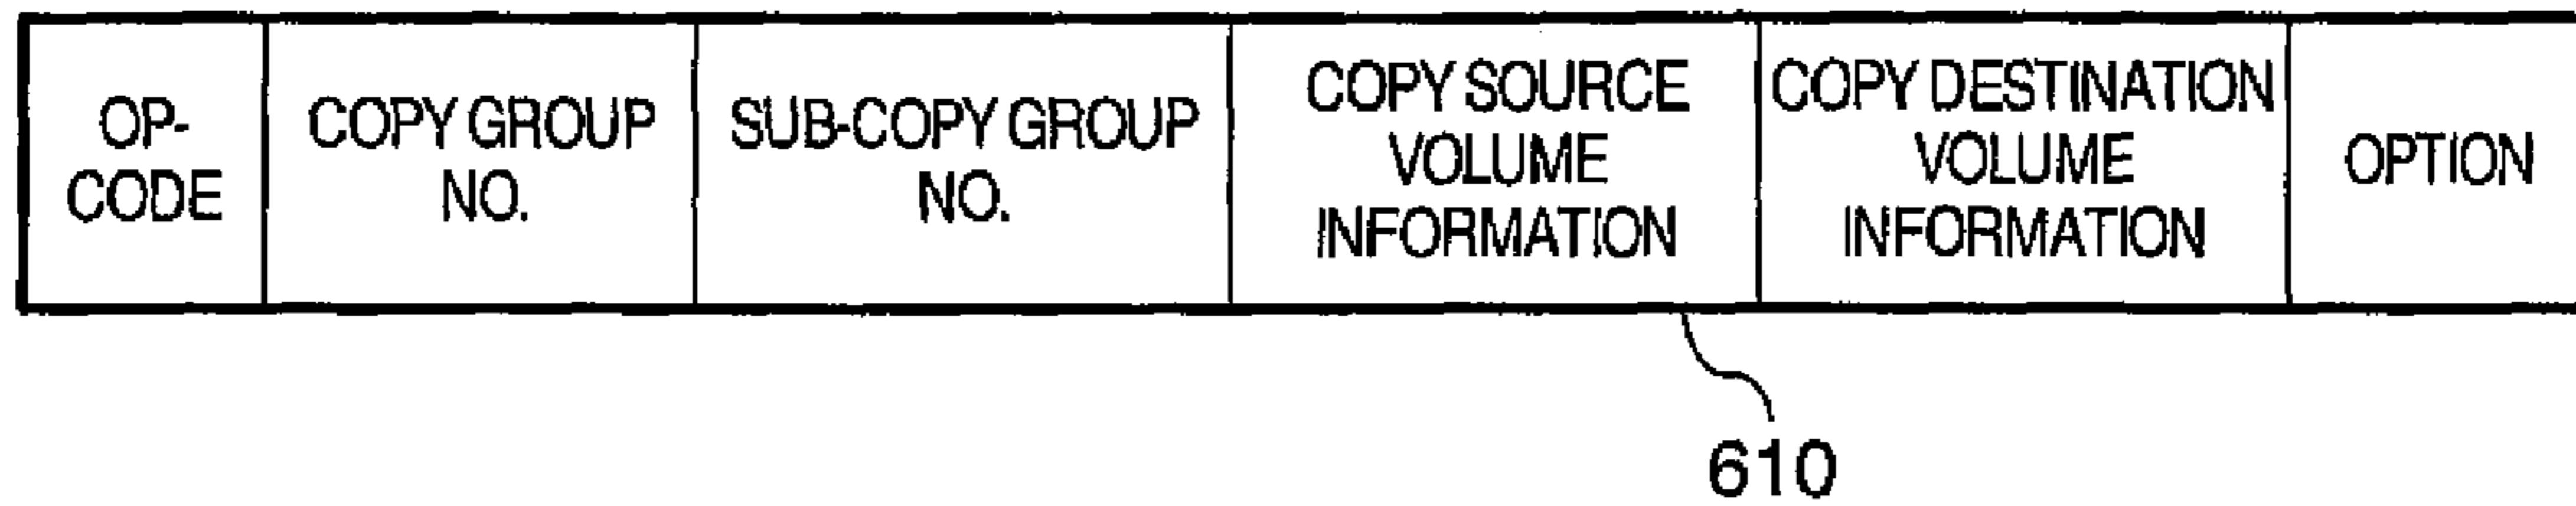 OP-
CODE
COPY GROUP
NO.
SUB-COPY GROUP
NO.
COPY SOURCE
VOLUME
INFORMATION
COPY DESTINATION
VOLUME
INFORMATION
OPTION
610